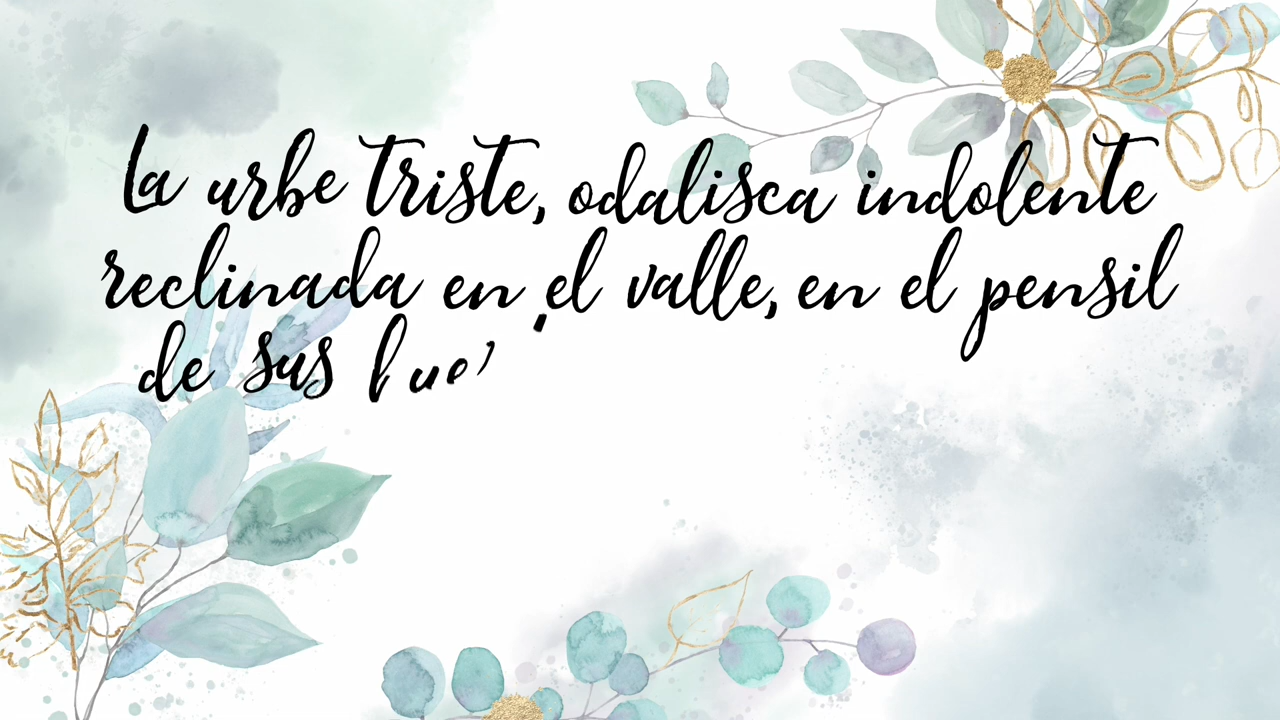 La urbe triste, odalisca indolente
reclinada en el valle, en el pensil
de sus